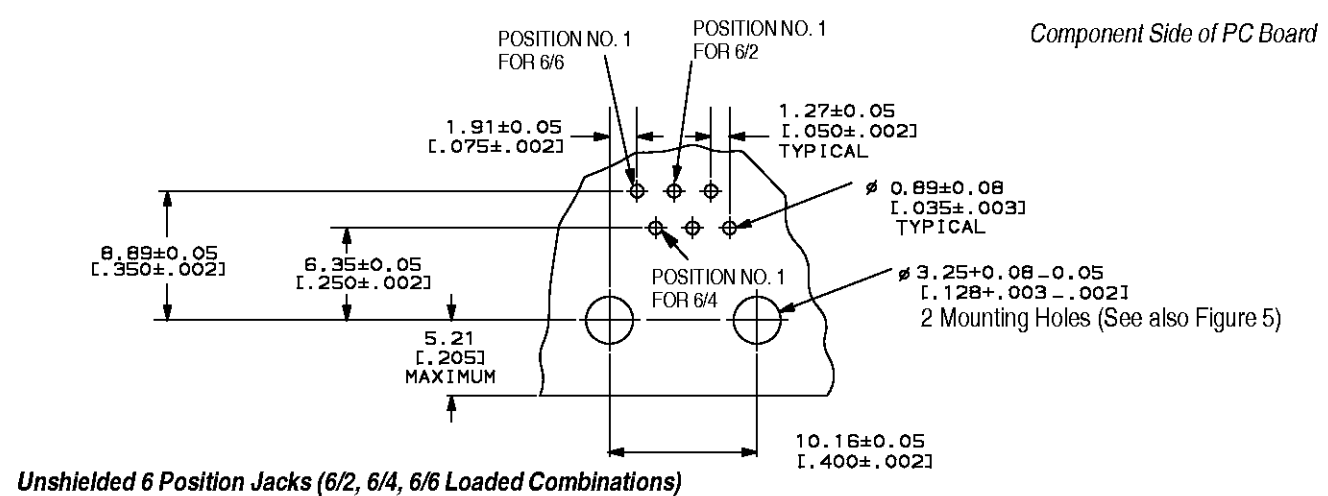 Component Side of PC Board
POSITION NO. 1
FOR 6/6
POSITION NO. 1
FOR 6/2
1.91±0.05
[.075±.002]
1.27±0.05
[.050±.002]
TYPICAL
ø 0.89±0.08
[.035±.003]
TYPICAL
8.89±0.05
[.350±.002]
6.35±0.05
[.250±.002]
POSITION NO. 1
FOR 6/4
ø 3.25+0.08-0.05
[.128+.003-.002]
2 Mounting Holes (See also Figure 5)
5.21
[.205]
MAXIMUM
10.16±0.05
[.400±.002]
Unshielded 6 Position Jacks (6/2, 6/4, 6/6 Loaded Combinations)